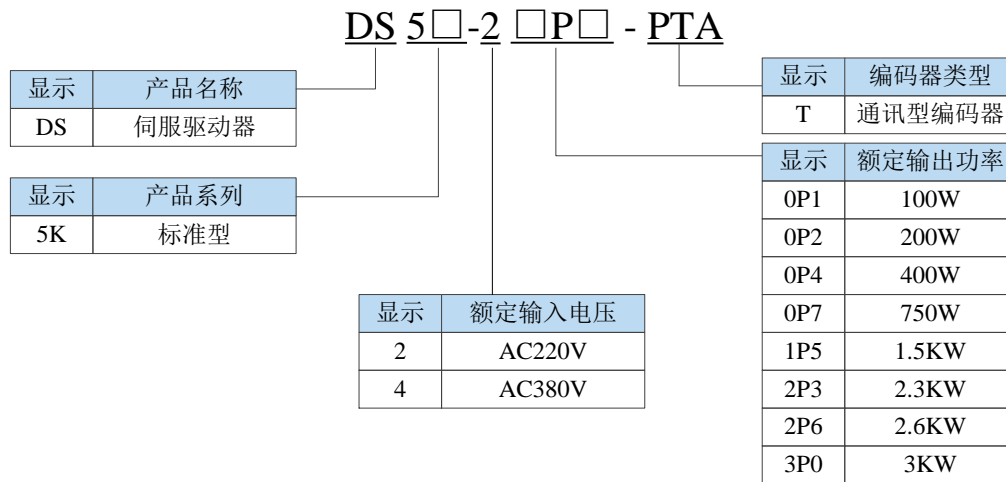 DS 5□-2 □P□ - PTA
显示 产品名称
DS 伺服驱动器
显示 产品系列
5K 标准型
显示 额定输入电压
2 AC220V
4 AC380V
显示 编码器类型
T 通讯型编码器
显示 额定输出功率
0P1 100W
0P2 200W
0P4 400W
0P7 750W
1P5 1.5KW
2P3 2.3KW
2P6 2.6KW
3P0 3KW